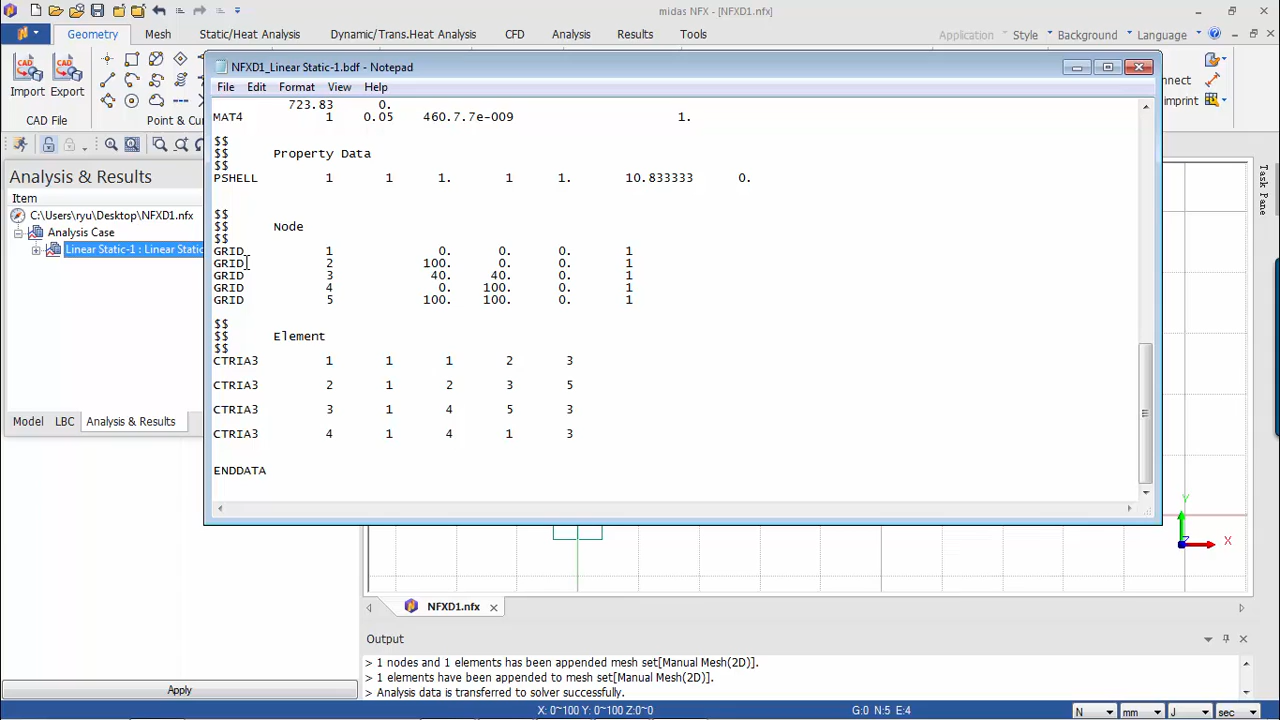 midas NFX - [NFXD1.nfx]
Geometry Mesh Static/Heat Analysis Dynamic/Trans.Heat Analysis CFD Analysis Results Tools Application Style Background Language
CAD CAD
Import Export
CAD File
Point & Cu
nnect
imprint
NFXD1_Linear Static-1.bdf - Notepad
File Edit Format View Help
723.83 0.
MAT4 1 0.05 460.7.7e-009 1.
$$
$$ Property Data
$$
PSHELL 1 1 1. 1 1. 10.833333 0.
$$
$$ Node
$$
GRID 1 0. 0. 0. 1
GRID 2 100. 0. 0. 1
GRID 3 40. 40. 0. 1
GRID 4 0. 100. 0. 1
GRID 5 100. 100. 0. 1
$$
$$ Element
$$
CTRIA3 1 1 1 2 3
CTRIA3 2 1 2 3 5
CTRIA3 3 1 4 5 3
CTRIA3 4 1 4 1 3
ENDDATA
Analysis & Results
Item
C:\Users\ryu\Desktop\NFXD1.nfx
Analysis Case
Linear Static-1 : Linear Static
Model LBC Analysis & Results
Apply
Task Pane
Y
Z
X
NFXD1.nfx
Output
> 1 nodes and 1 elements has been appended mesh set[Manual Mesh(2D)].
> 1 elements have been appended to mesh set[Manual Mesh(2D)].
> Analysis data is transferred to solver successfully.
X: 0~100 Y: 0~100 Z:0~0 G:0 N:5 E:4 N mm J sec